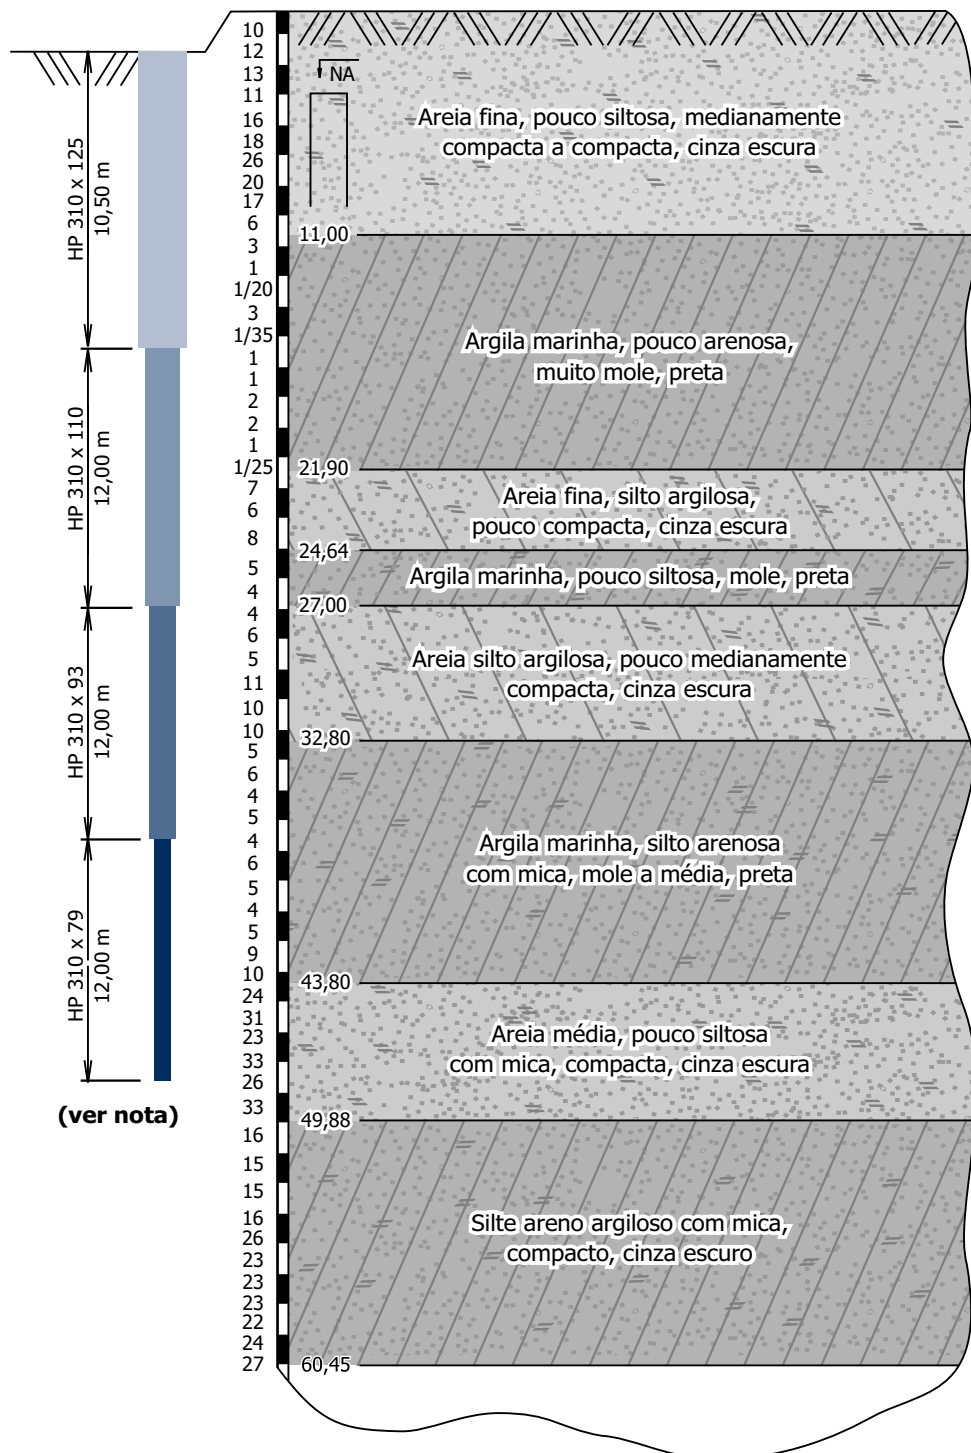 HP 310 x 125
10,50 m
HP 310 x 110
12,00 m
HP 310 x 93
12,00 m
HP 310 x 79
12,00 m
(ver nota)
10
12
13
11
16
18
26
20
17
6
3
1
1/20
3
1/35
1
1
2
2
1
1/25
7
6
8
5
4
4
6
5
11
10
10
5
6
4
5
4
6
5
4
5
9
10
24
31
23
33
26
33
16
15
15
16
26
23
23
23
22
24
27
NA
Areia fina, pouco siltosa, medianamente
compacta a compacta, cinza escura
11,00
Argila marinha, pouco arenosa,
muito mole, preta
21,90
Areia fina, silto argilosa,
pouco compacta, cinza escura
24,64
Argila marinha, pouco siltosa, mole, preta
27,00
Areia silto argilosa, pouco medianamente
compacta, cinza escura
32,80
Argila marinha, silto arenosa
com mica, mole a média, preta
43,80
Areia média, pouco siltosa
com mica, compacta, cinza escura
49,88
Silte areno argiloso com mica,
compacto, cinza escuro
60,45